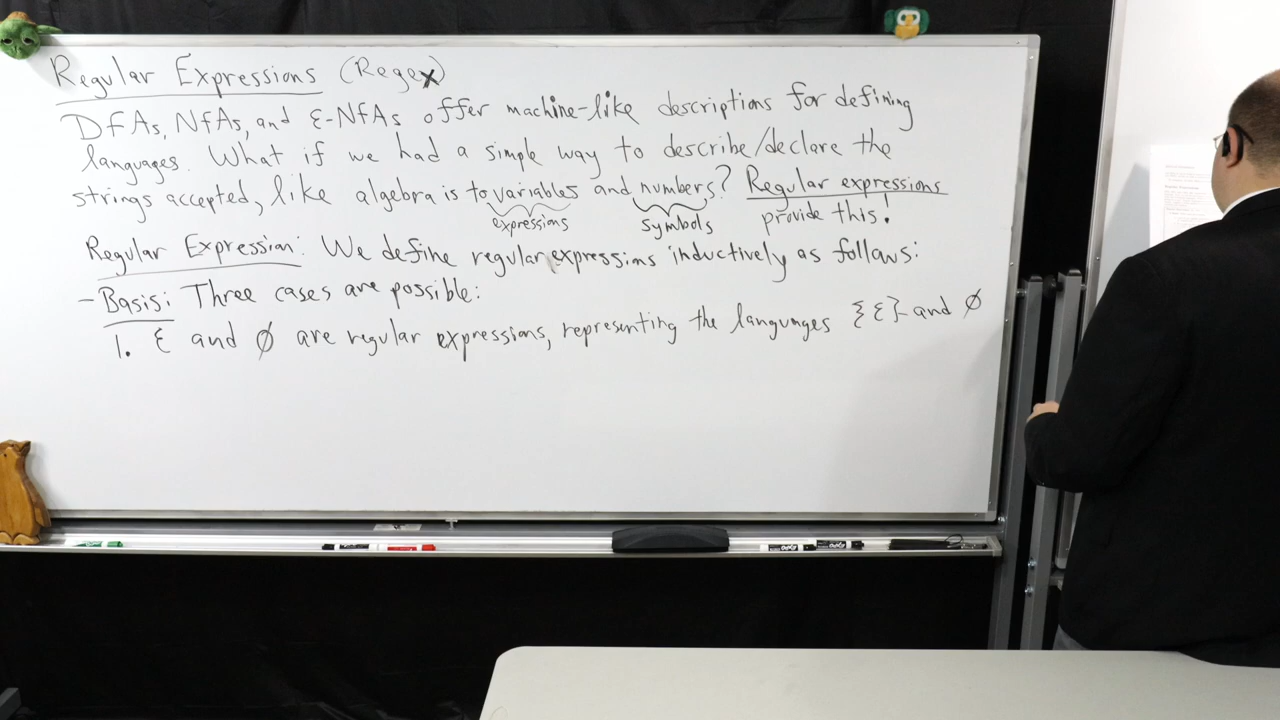 Regular Expressions (Regex)
DFAs, NFAs, and ε-NFAs offer machine-like descriptions for defining
languages. What if we had a simple way to describe/declare the
strings accepted, like algebra is to variables and numbers? Regular expressions
expressions symbols provide this!
Regular Expression: We define regular expressions inductively as follows:
- Basis: Three cases are possible:
1. ε and ∅ are regular expressions, representing the languages {ε} and ∅